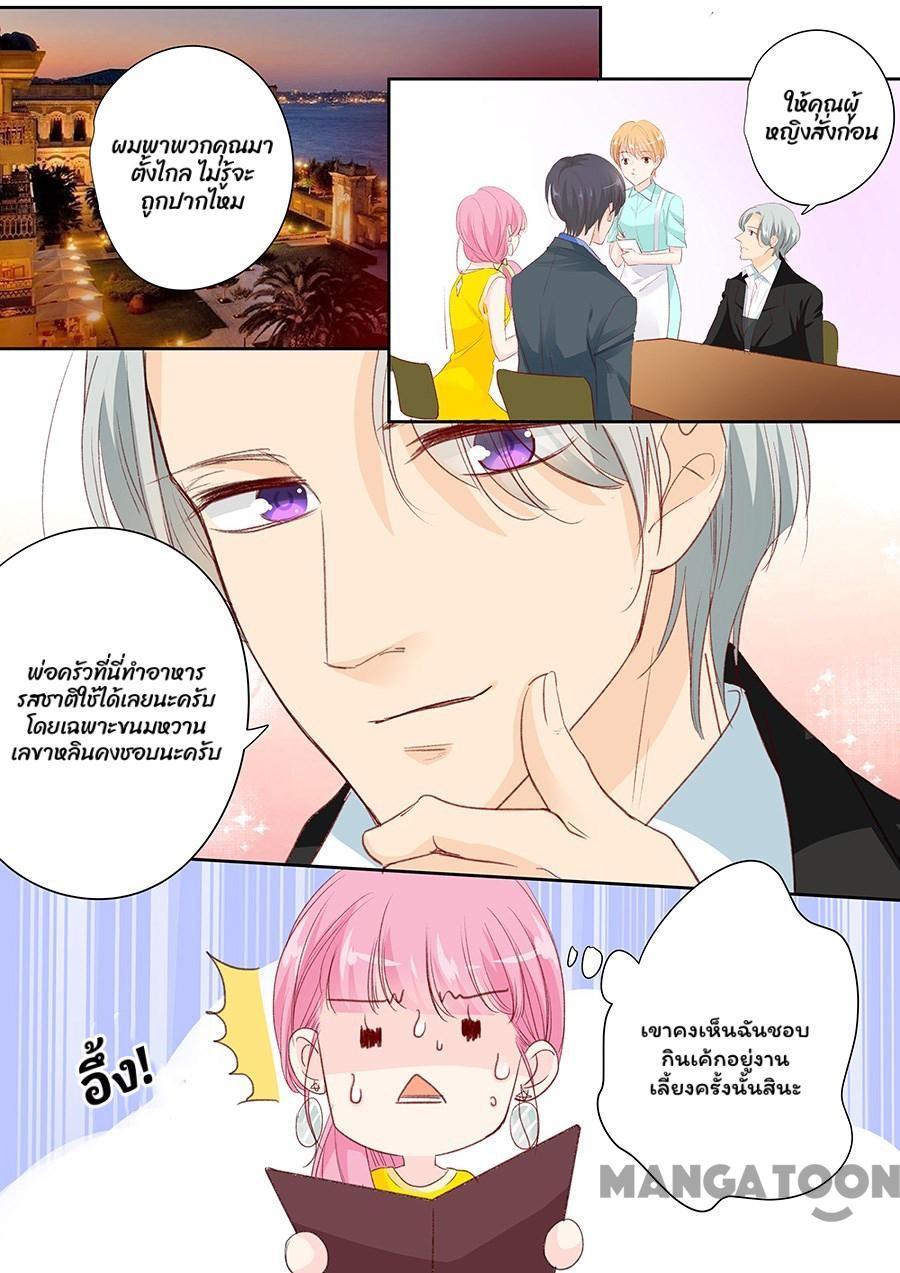 ผมพาพวกคุณมา
ตั้งไกล ไม่รู้จะ
ถูกปากไหม
ให้คุณผู้
หญิงสั่งก่อน
พ่อครัวที่นี่ทำอาหาร
รสชาติใช้ได้เลยนะครับ
โดยเฉพาะขนมหวาน
เลขาหลินคงชอบนะครับ
อึ้ง!
เขาคงเห็นฉันชอบ
กินเค้กอยู่งาน
เลี้ยงครั้งนั้นสินะ
MANGATOON